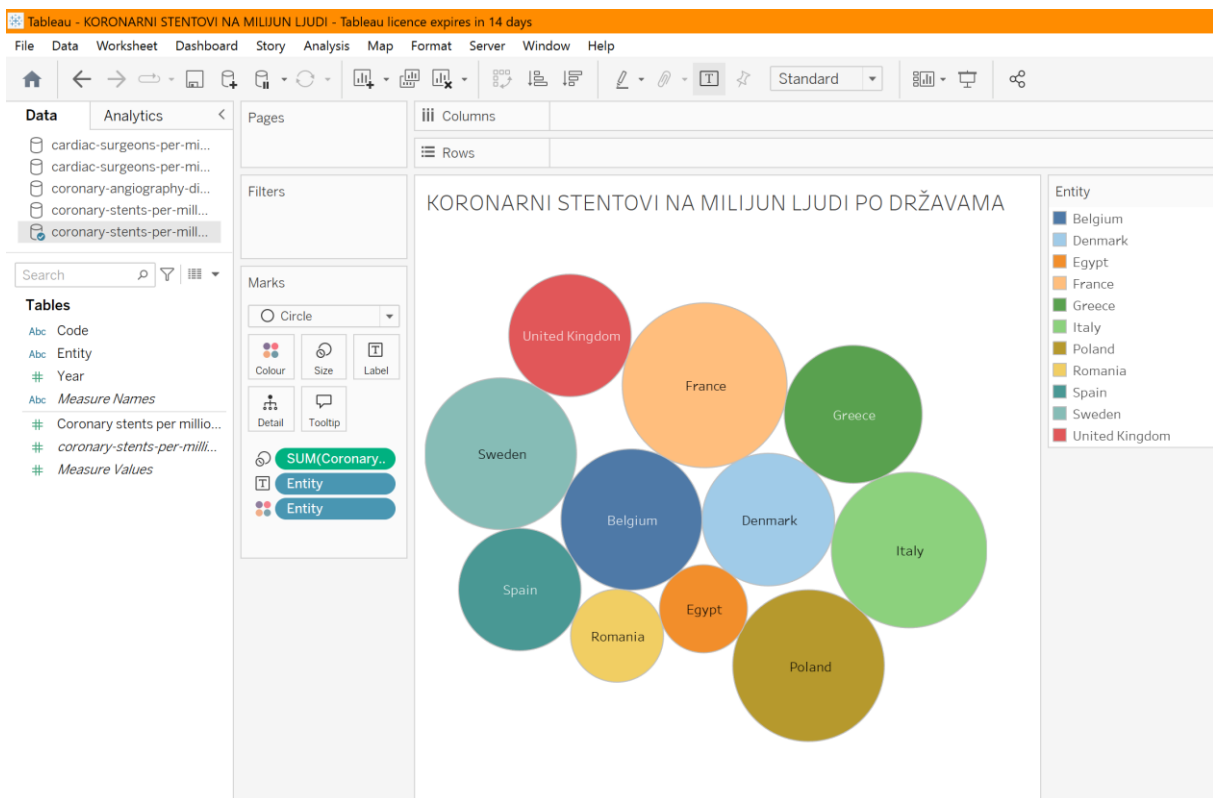 Tableau - KORONARNI STENTOVI NA MILIJUN LJUDI - Tableau licence expires in 14 days
File Data Worksheet Dashboard Story Analysis Map Format Server Window Help
Standard
Data Analytics
cardiac-surgeons-per-mi...
cardiac-surgeons-per-mi...
coronary-angiography-di...
coronary-stents-per-mill...
coronary-stents-per-mill...
Search
Tables
Abc Code
Abc Entity
# Year
Abc Measure Names
# Coronary stents per millio...
# coronary-stents-per-milli...
# Measure Values
Pages
Filters
Marks
Circle
Colour Size Label
Detail Tooltip
SUM(Coronary..
Entity
Entity
Columns
Rows
KORONARNI STENTOVI NA MILIJUN LJUDI PO DRŽAVAMA
United Kingdom
France
Greece
Sweden
Belgium
Denmark
Italy
Spain
Egypt
Romania
Poland
Entity
Belgium
Denmark
Egypt
France
Greece
Italy
Poland
Romania
Spain
Sweden
United Kingdom